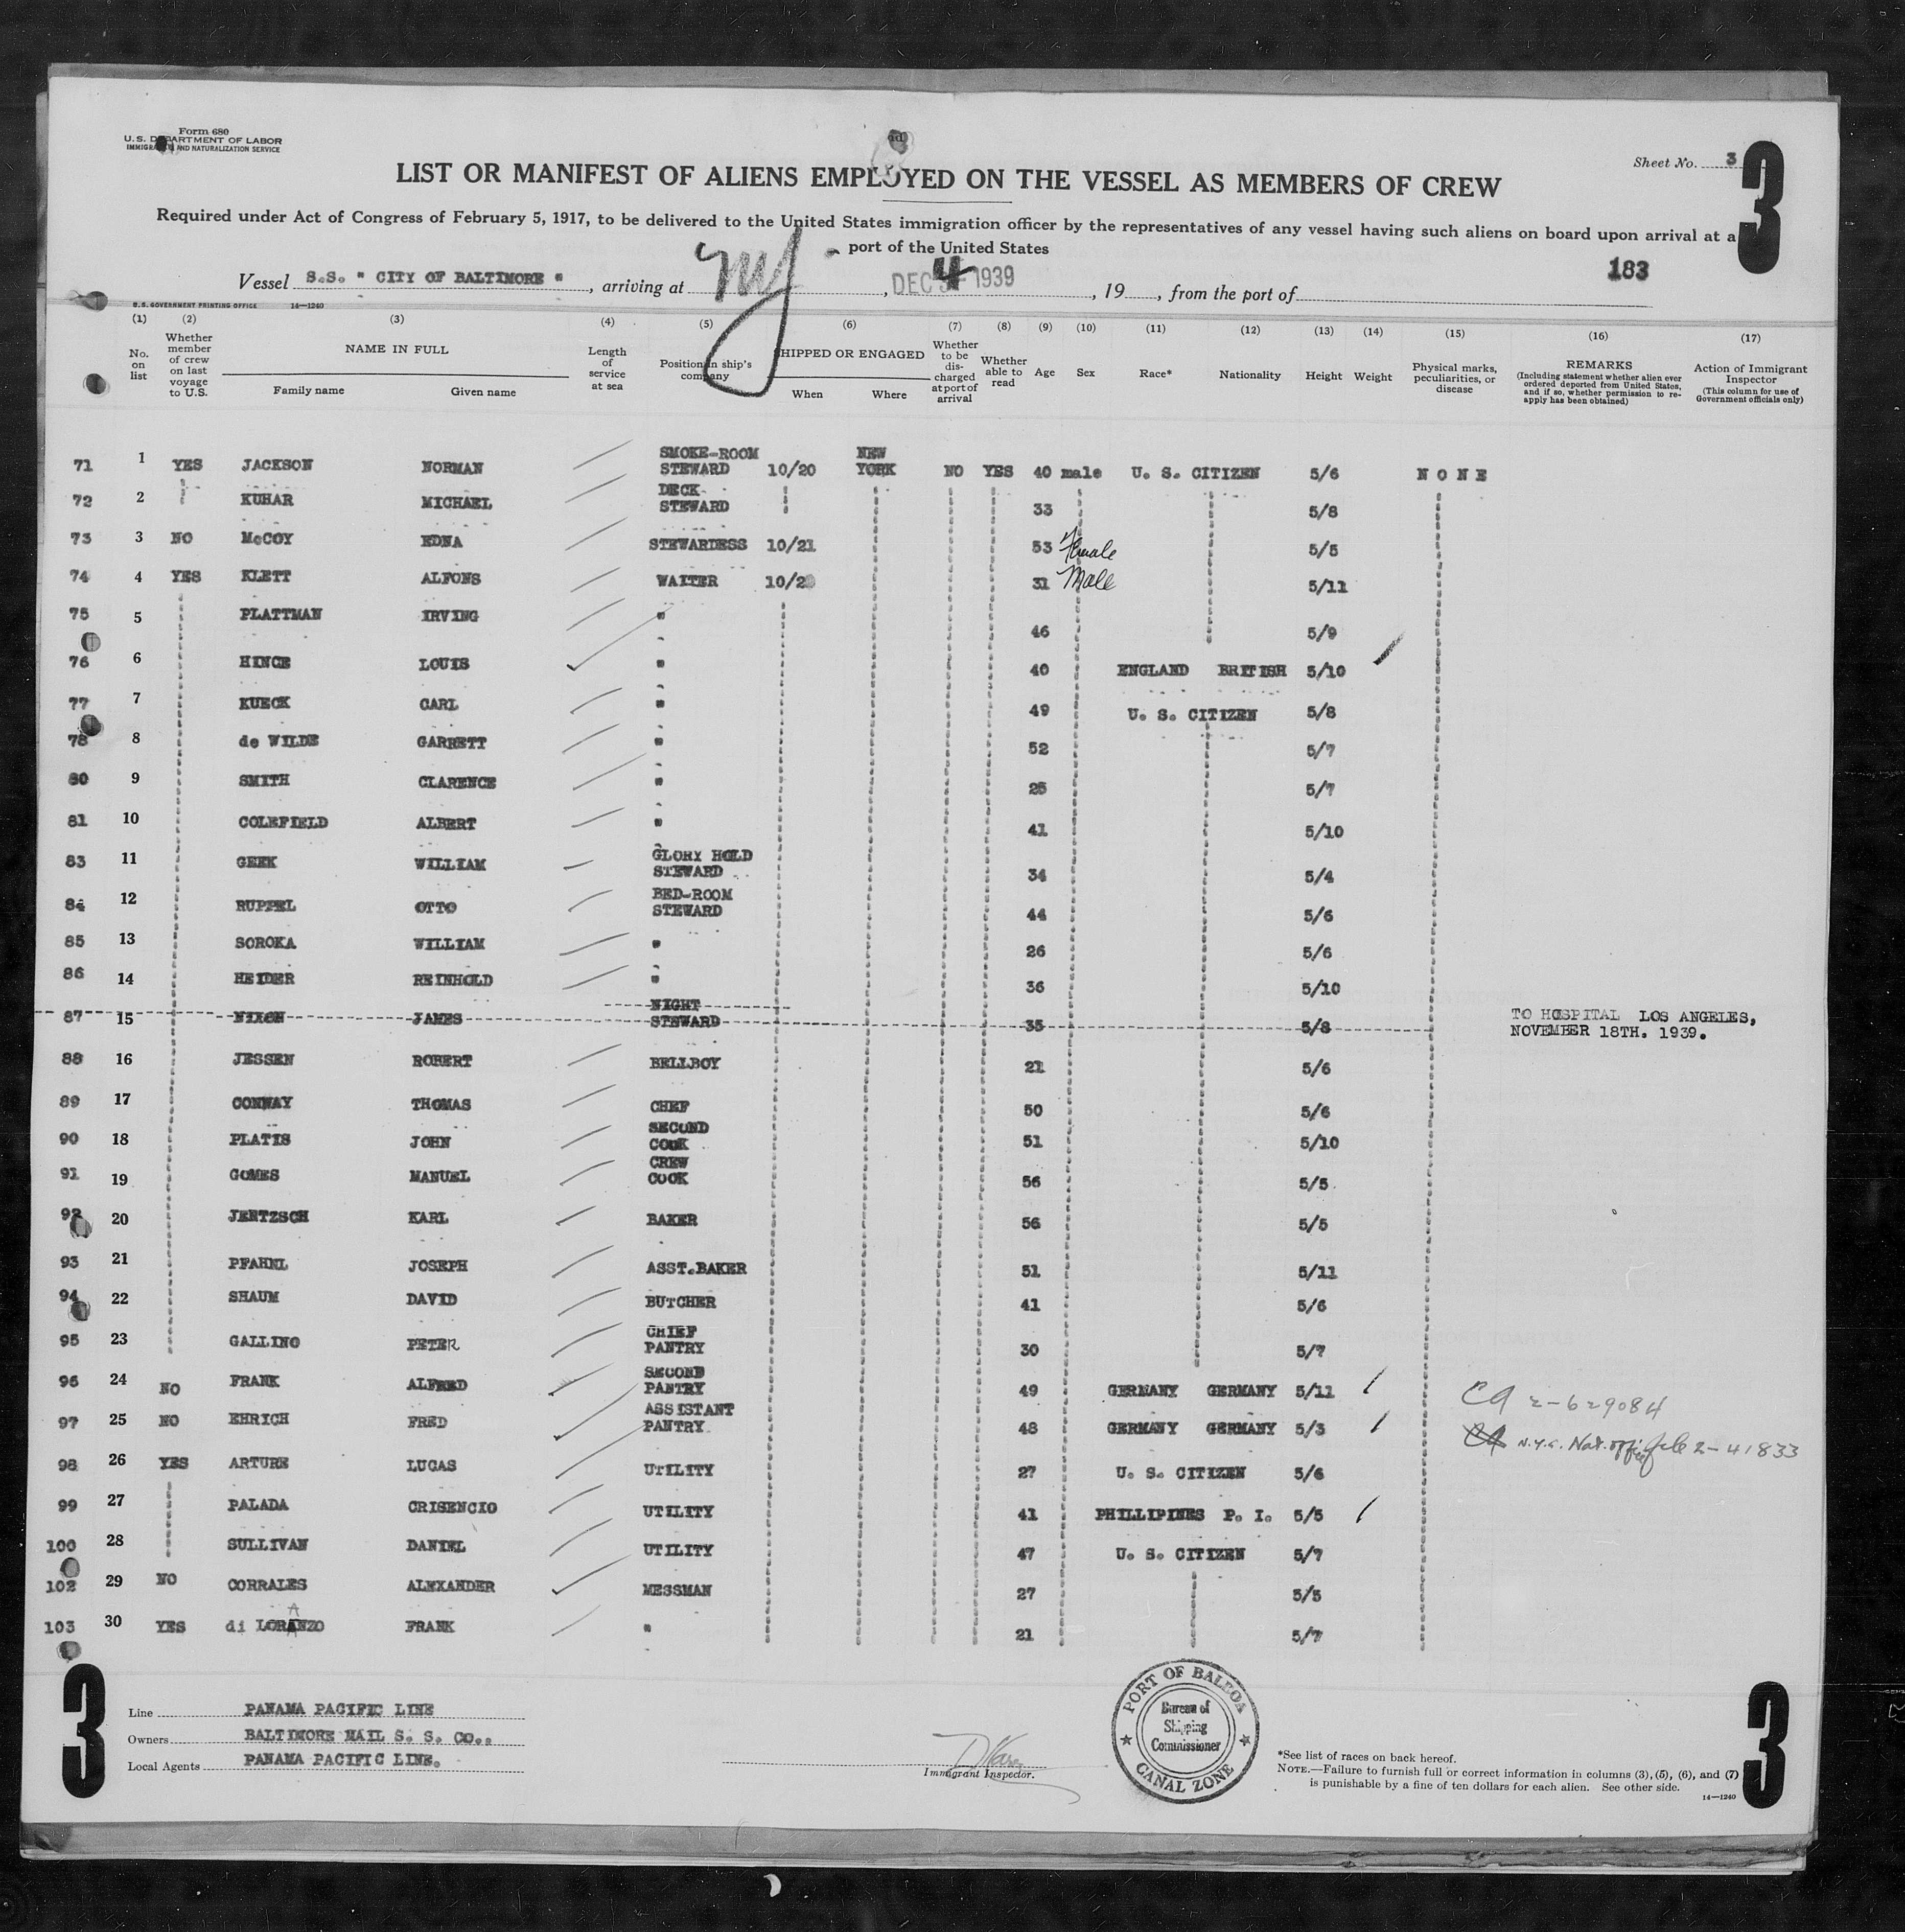 Form 680
U. S. DEPARTMENT OF LABOR
IMMIGRATION AND NATURALIZATION SERVICE
Sheet No. 3
3
LIST OR MANIFEST OF ALIENS EMPLOYED ON THE VESSEL AS MEMBERS OF CREW
Required under Act of Congress of February 5, 1917, to be delivered to the United States immigration officer by the representatives of any vessel having such aliens on board upon arrival at a
port of the United States
183
Vessel S.S. " CITY OF BALTIMORE ", arriving at NY, DEC 4 1939, 19, from the port of
U.S. GOVERNMENT PRINTING OFFICE 14—1240
(1) (2) (3) (4) (5) (6) (7) (8) (9) (10) (11) (12) (13) (14) (15) (16) (17)
No. on list
Whether member of crew on last voyage to U.S.
NAME IN FULL
Family name Given name
Length of service at sea
Position in ship's company
SHIPPED OR ENGAGED
When Where
Whether to be discharged at port of arrival
Whether able to read
Age Sex Race* Nationality Height Weight
Physical marks, peculiarities, or disease
REMARKS
(Including statement whether alien ever ordered deported from United States, and if so, whether permission to re-apply has been obtained)
Action of Immigrant Inspector
(This column for use of Government officials only)
71 1 YES JACKSON NORMAN SMOKE-ROOM STEWARD 10/20 NEW YORK NO YES 40 male U. S. CITIZEN 5/6 NONE
72 2 KUHAR MICHAEL DECK STEWARD 33 5/8
73 3 NO McCOY EDNA STEWARDESS 10/21 53 female 5/5
74 4 YES KLETT ALFONS WAITER 10/20 31 Male 5/11
75 5 PLATTMAN IRVING " 46 5/9
76 6 HINCE LOUIS " 40 ENGLAND BRITISH 5/10
77 7 KUECK CARL " 49 U. S. CITIZEN 5/8
78 8 de WILDE GARRETT " 52 5/7
80 9 SMITH CLARENCE " 25 5/7
81 10 COLEFIELD ALBERT " 41 5/10
83 11 GEEK WILLIAM GLORY HOLD STEWARD 34 5/4
84 12 RUPPEL OTTO BED-ROOM STEWARD 44 5/6
85 13 SOROKA WILLIAM " 26 5/6
86 14 HEIDER REINHOLD " 36 5/10
87 15 NIXON JAMES NIGHT STEWARD 35 5/8 TO HOSPITAL LOS ANGELES, NOVEMBER 18TH. 1939.
88 16 JESSEN ROBERT BELLBOY 21 5/6
89 17 CONWAY THOMAS CHEF 50 5/6
90 18 PLATIS JOHN SECOND COOK 51 5/10
91 19 GOMES MANUEL CREW COOK 56 5/5
92 20 JENTZSCH KARL BAKER 56 5/5
93 21 PFAHNL JOSEPH ASST.BAKER 51 5/11
94 22 SHAUM DAVID BUTCHER 41 5/6
95 23 GALLINO PETER CHIEF PANTRY 30 5/7
96 24 NO FRANK ALFRED SECOND PANTRY 49 GERMANY GERMANY 5/11 CA 2-629084
97 25 NO EHRICH FRED ASSISTANT PANTRY 48 GERMANY GERMANY 5/3 N.Y.C. Nat. office file 2-41833
98 26 YES ARTURE LUCAS UTILITY 27 U. S. CITIZEN 5/6
99 27 PALADA CRISENCIO UTILITY 41 PHILLIPINES P. I. 5/5
100 28 SULLIVAN DANIEL UTILITY 47 U. S. CITIZEN 5/7
102 29 NO CORRALES ALEXANDER MESSMAN 27 5/5
103 30 YES di LORANZO FRANK " 21 5/7
3
Line PANAMA PACIFIC LINE
Owners BALTIMORE MAIL S. S. CO.,
Local Agents PANAMA PACIFIC LINE.
Immigrant Inspector.
PORT OF BALBOA
Bureau of Shipping Commissioner
CANAL ZONE
*See list of races on back hereof.
NOTE.—Failure to furnish full or correct information in columns (3), (5), (6), and (7)
is punishable by a fine of ten dollars for each alien. See other side.
14—1240
3